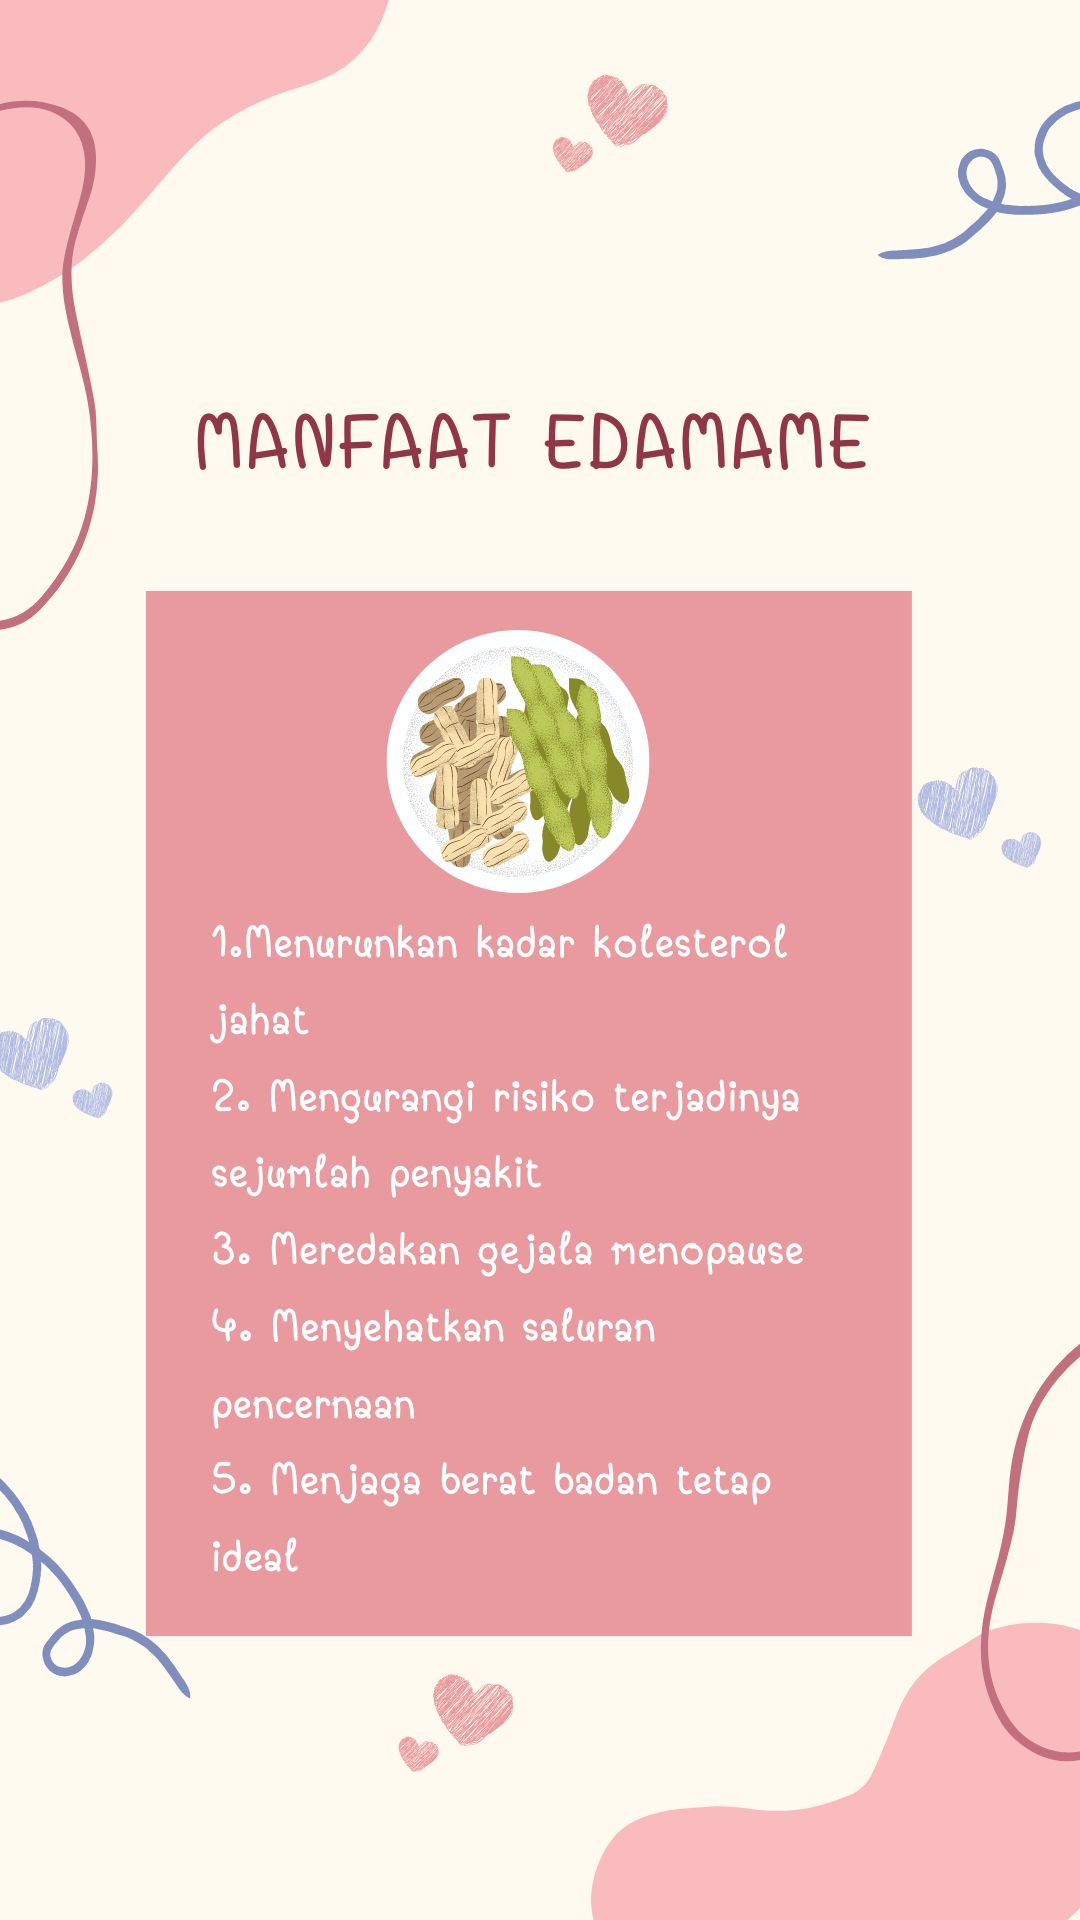 MANFAAT EDAMAME
1.Menurunkan kadar kolesterol
jahat
2. Mengurangi risiko terjadinya
sejumlah penyakit
3. Meredakan gejala menopause
4. Menyehatkan saluran
pencernaan
5. Menjaga berat badan tetap
ideal